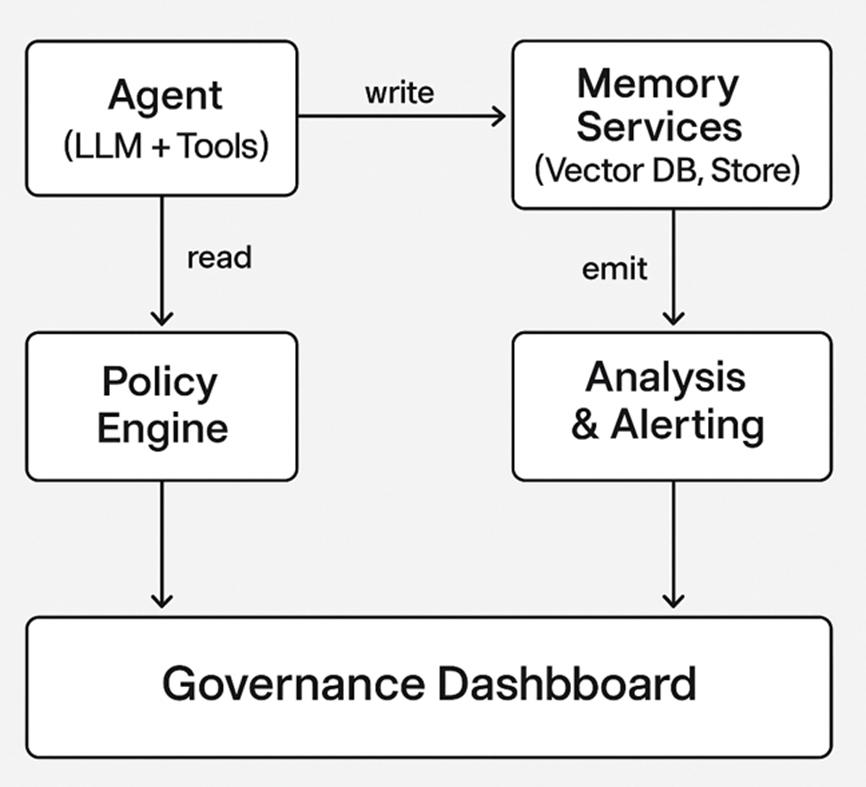 Agent
(LLM + Tools)
write
Memory
Services
(Vector DB, Store)
read
emit
Policy
Engine
Analysis
& Alerting
Governance Dashbboard